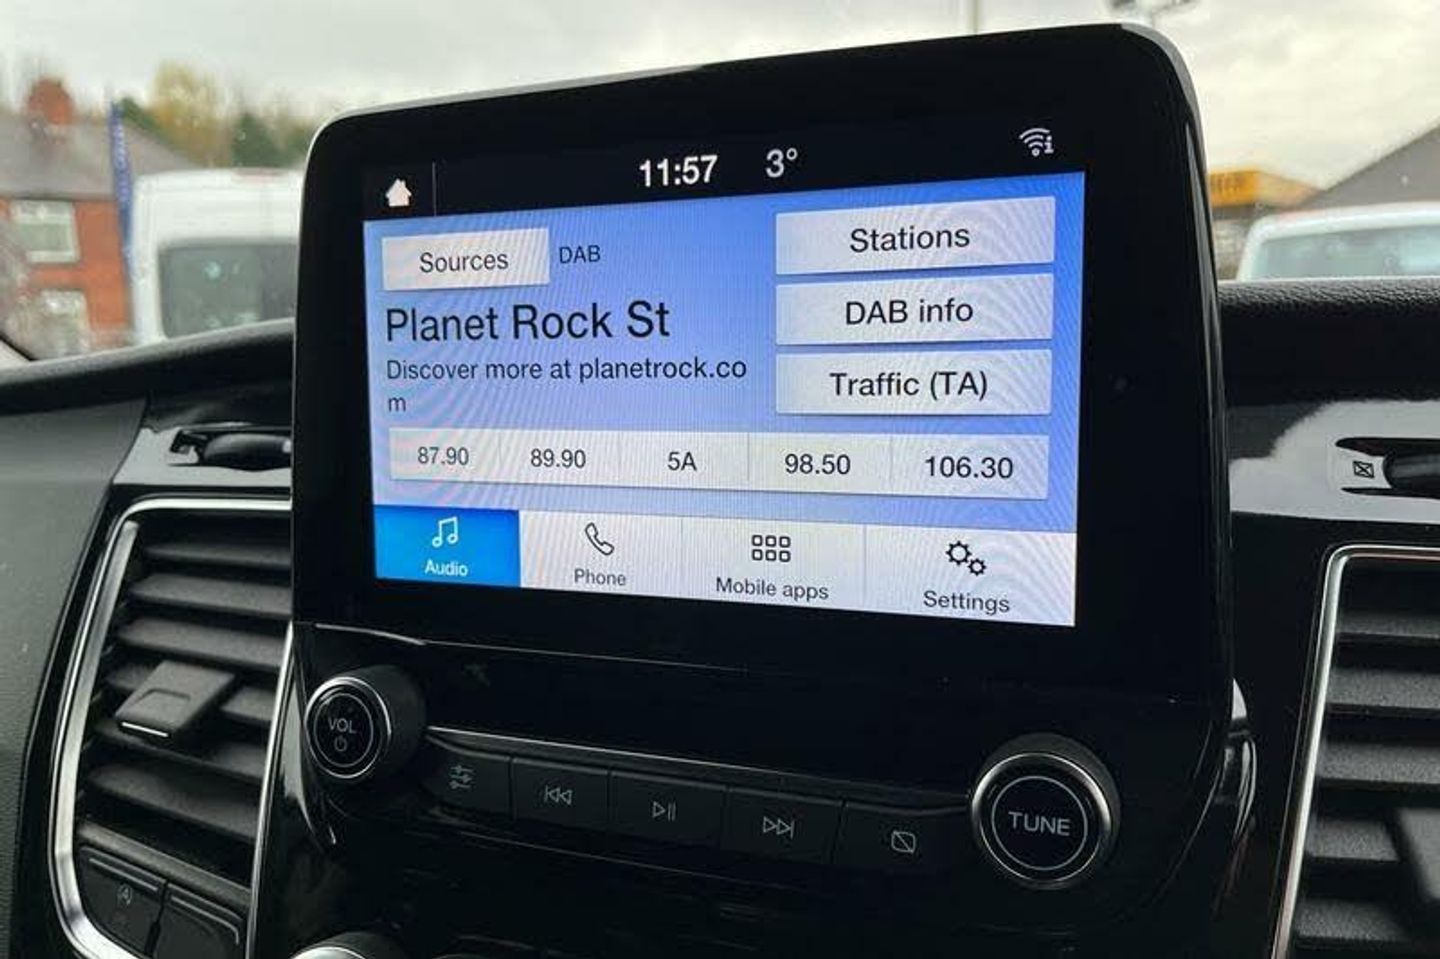 11:57 3°
Sources DAB
Stations
Planet Rock St
DAB info
Discover more at planetrock.co
m
Traffic (TA)
87.90 89.90 5A 98.50 106.30
Audio Phone Mobile apps Settings
VOL
TUNE